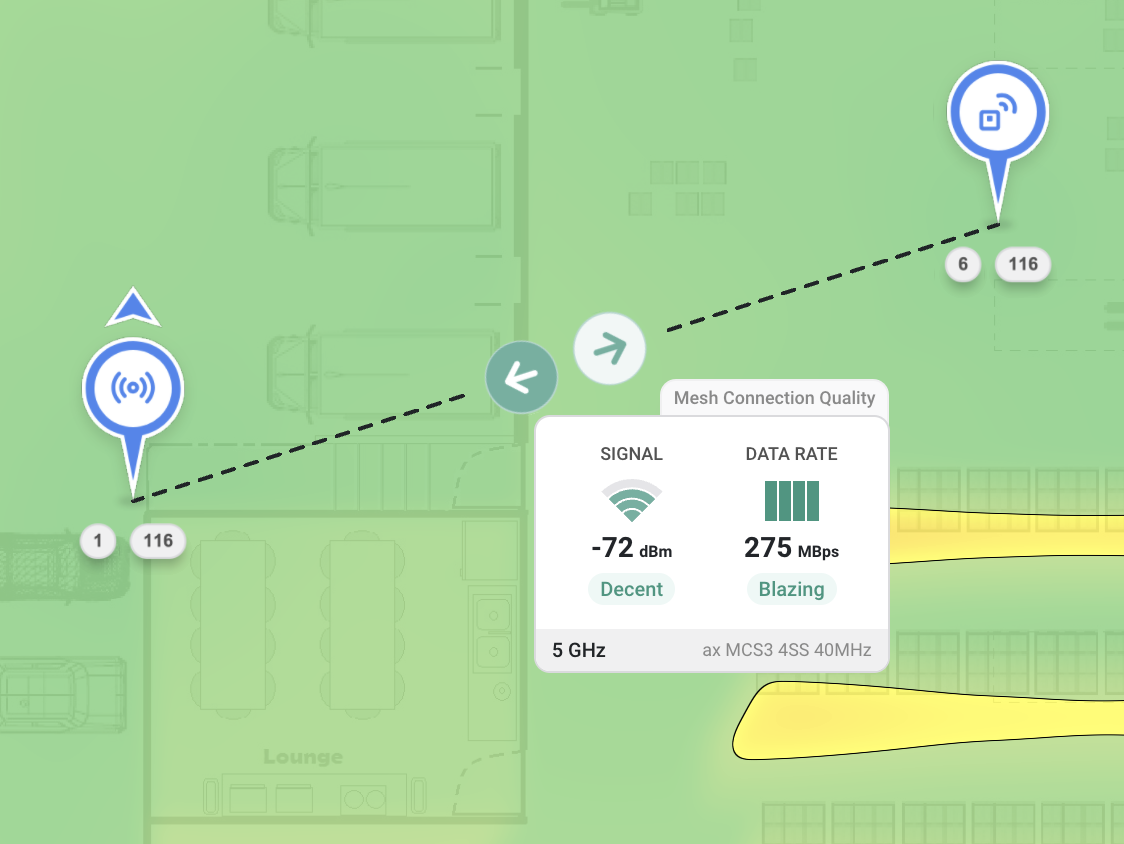 6 116
Mesh Connection Quality
SIGNAL DATA RATE
-72 dBm 275 MBps
Decent Blazing
5 GHz ax MCS3 4SS 40MHz
1 116
Lounge